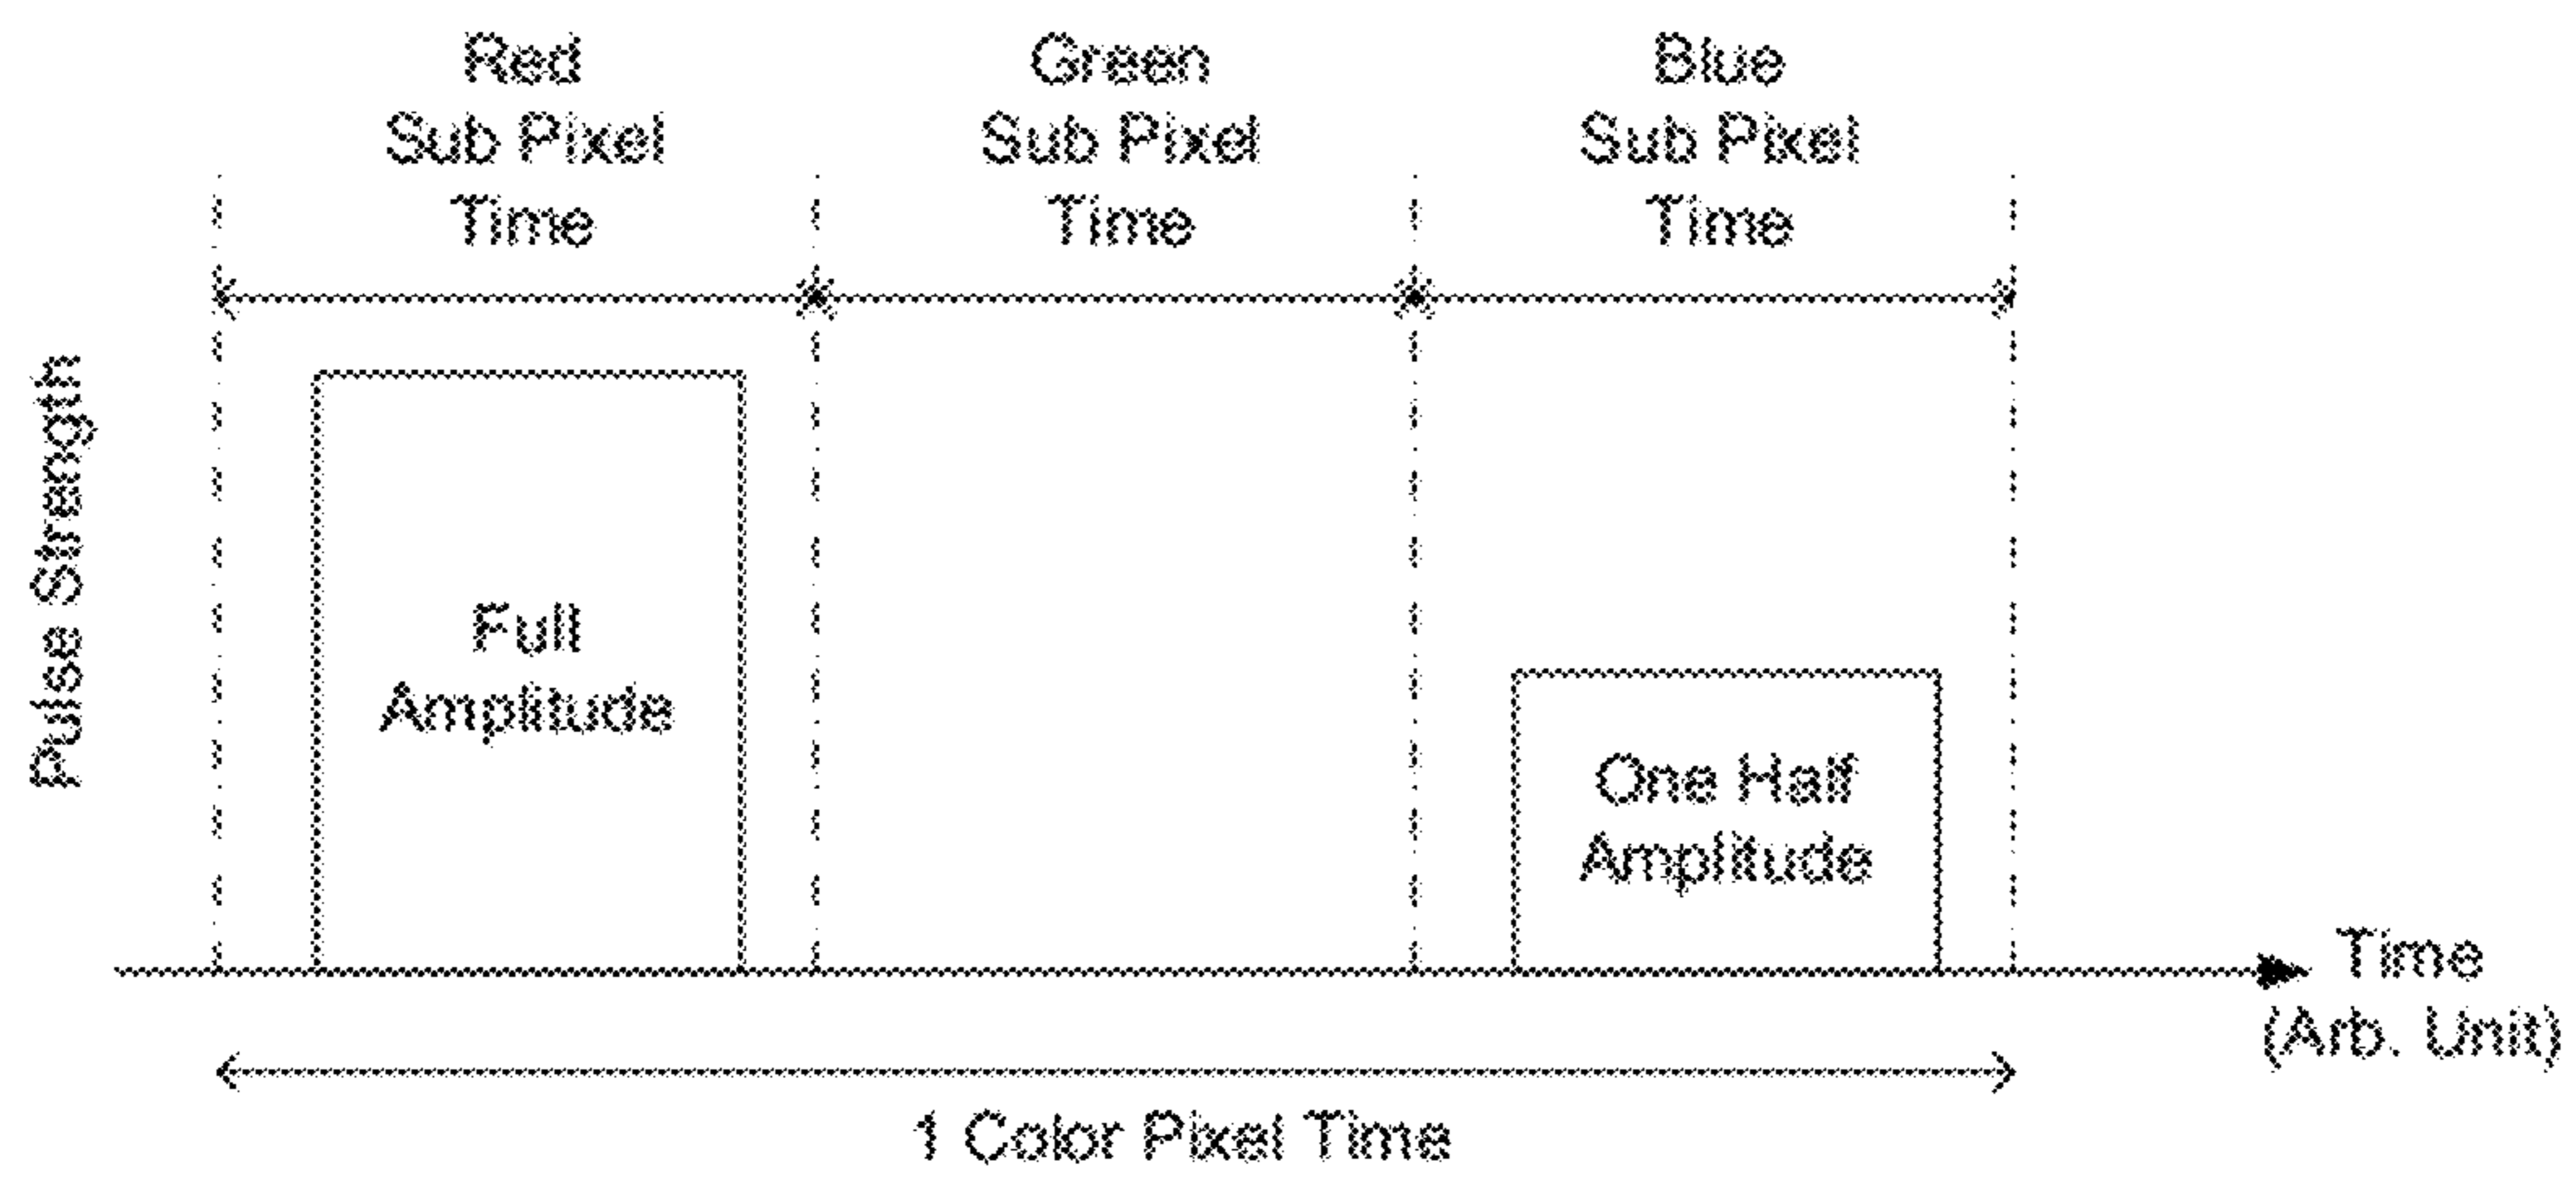 Red
Sub Pixel
Time
Green
Sub Pixel
Time
Blue
Sub Pixel
Time
Pulse Strength
Full
Amplitude
One Half
Amplitude
Time
(Arb. Unit)
1 Color Pixel Time